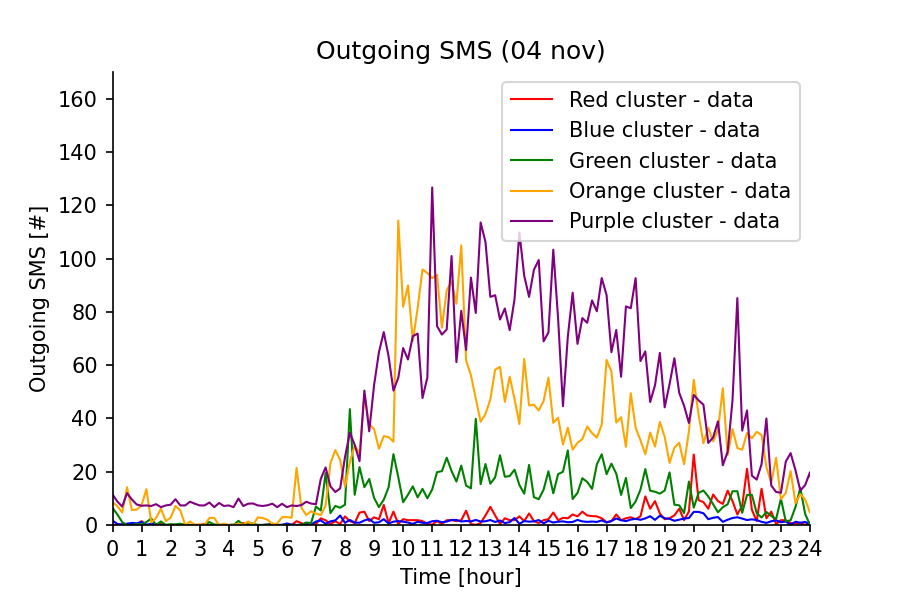 Outgoing SMS (04 nov)
Outgoing SMS [#]
160
140
120
100
80
60
40
20
0
Red cluster - data
Blue cluster - data
Green cluster - data
Orange cluster - data
Purple cluster - data
0 1 2 3 4 5 6 7 8 9 10 11 12 13 14 15 16 17 18 19 20 21 22 23 24
Time [hour]